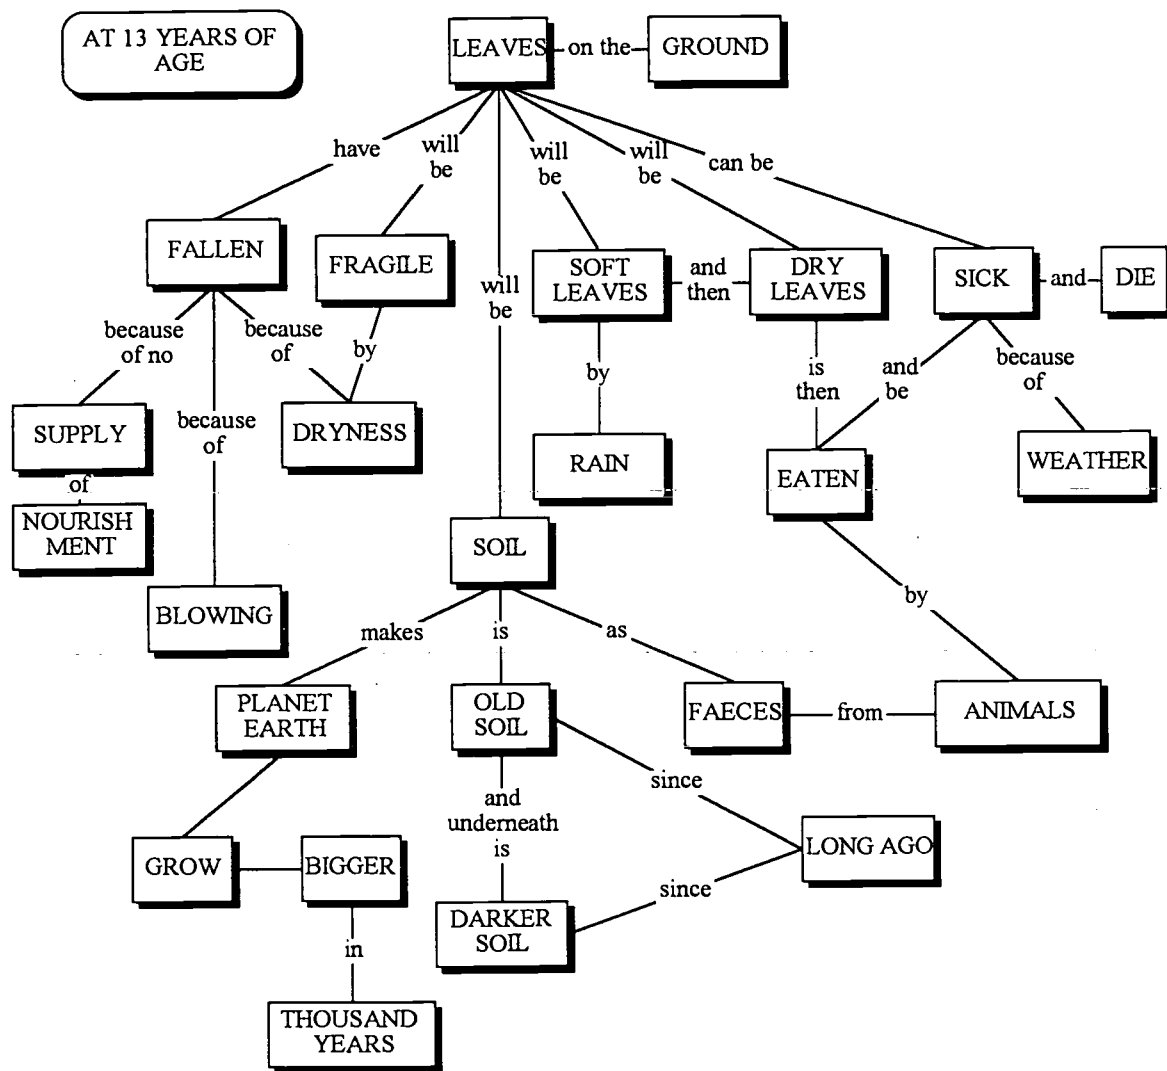 AT 13 YEARS OF
AGE
LEAVES
on the
GROUND
have
will
be
will
be
will
be
can be
FALLEN
FRAGILE
will
be
SOFT
LEAVES
and
then
DRY
LEAVES
SICK
and
DIE
because
of no
because
of
by
by
is
then
and
be
because
of
SUPPLY
because
of
DRYNESS
RAIN
EATEN
WEATHER
of
NOURISH
MENT
SOIL
BLOWING
by
makes
is
as
PLANET
EARTH
OLD
SOIL
FAECES
from
ANIMALS
since
and
underneath
is
GROW
BIGGER
LONG AGO
since
DARKER
SOIL
in
THOUSAND
YEARS